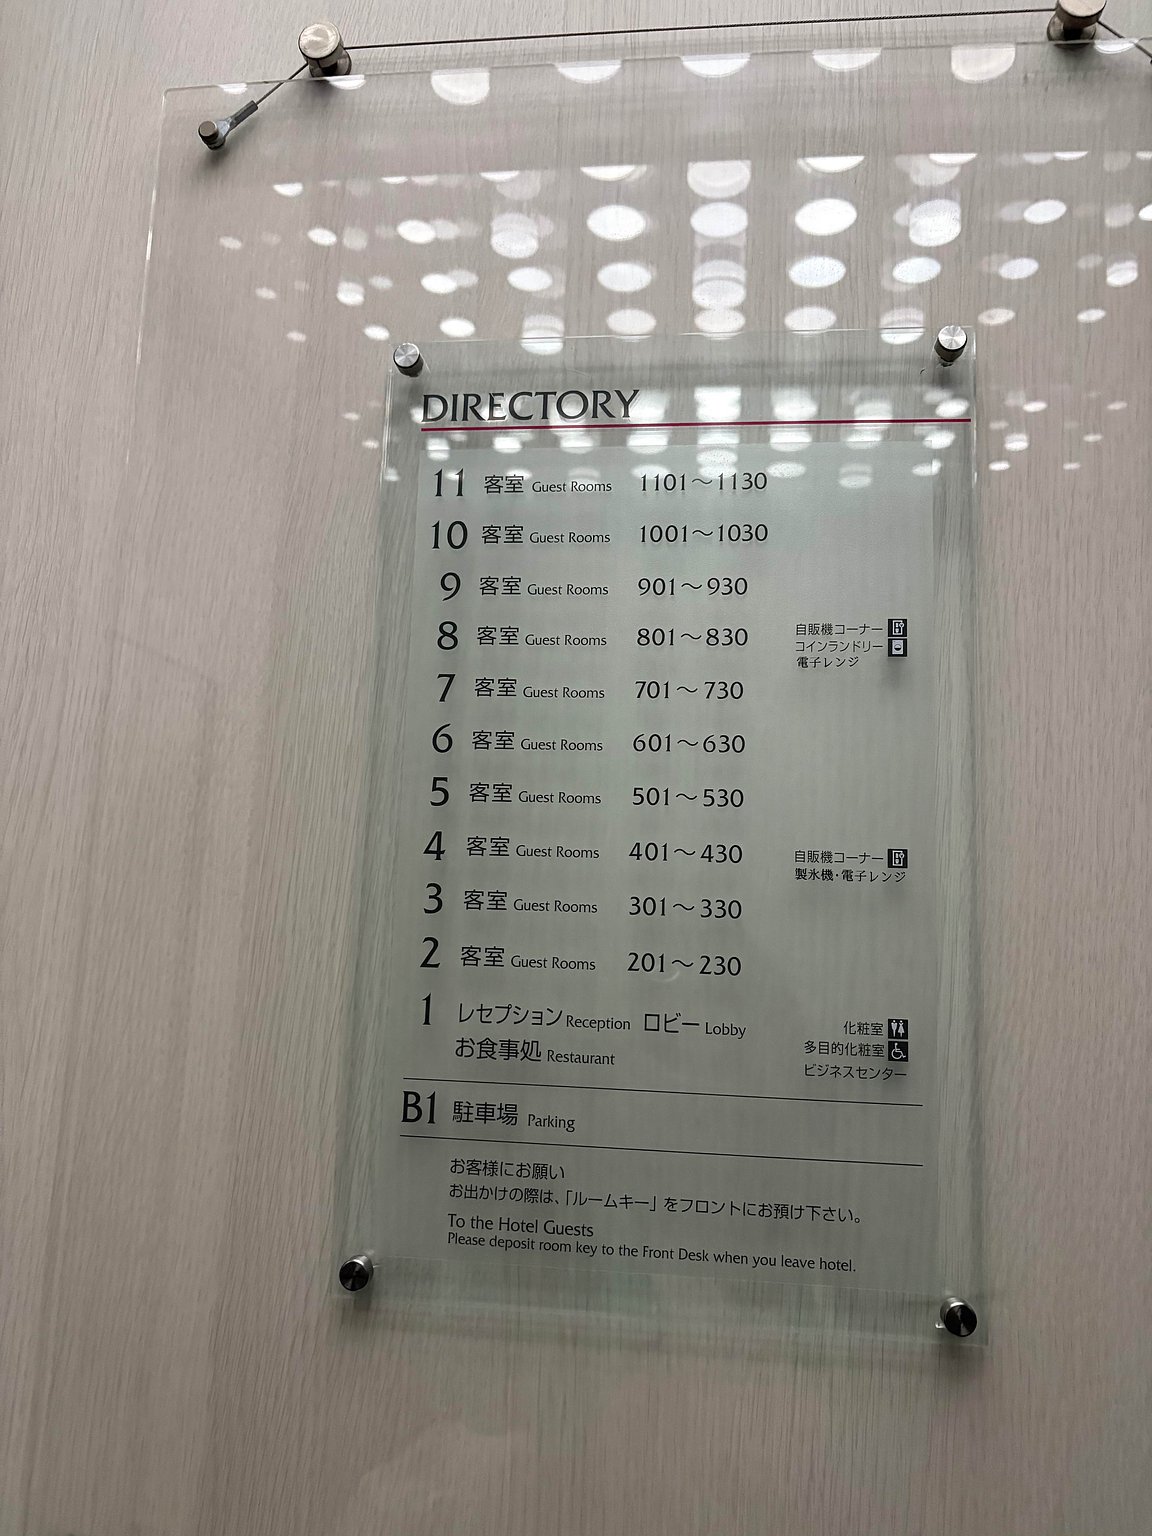 DIRECTORY
11 客室 Guest Rooms 1101～1130
10 客室 Guest Rooms 1001～1030
9 客室 Guest Rooms 901～930
8 客室 Guest Rooms 801～830 自販機コーナー
コインランドリー
電子レンジ
7 客室 Guest Rooms 701～730
6 客室 Guest Rooms 601～630
5 客室 Guest Rooms 501～530
4 客室 Guest Rooms 401～430 自販機コーナー
製氷機・電子レンジ
3 客室 Guest Rooms 301～330
2 客室 Guest Rooms 201～230
1 レセプション Reception ロビー Lobby 化粧室
お食事処 Restaurant 多目的化粧室
ビジネスセンター
B1 駐車場 Parking
お客様にお願い
お出かけの際は、「ルームキー」をフロントにお預け下さい。
To the Hotel Guests
Please deposit room key to the Front Desk when you leave hotel.